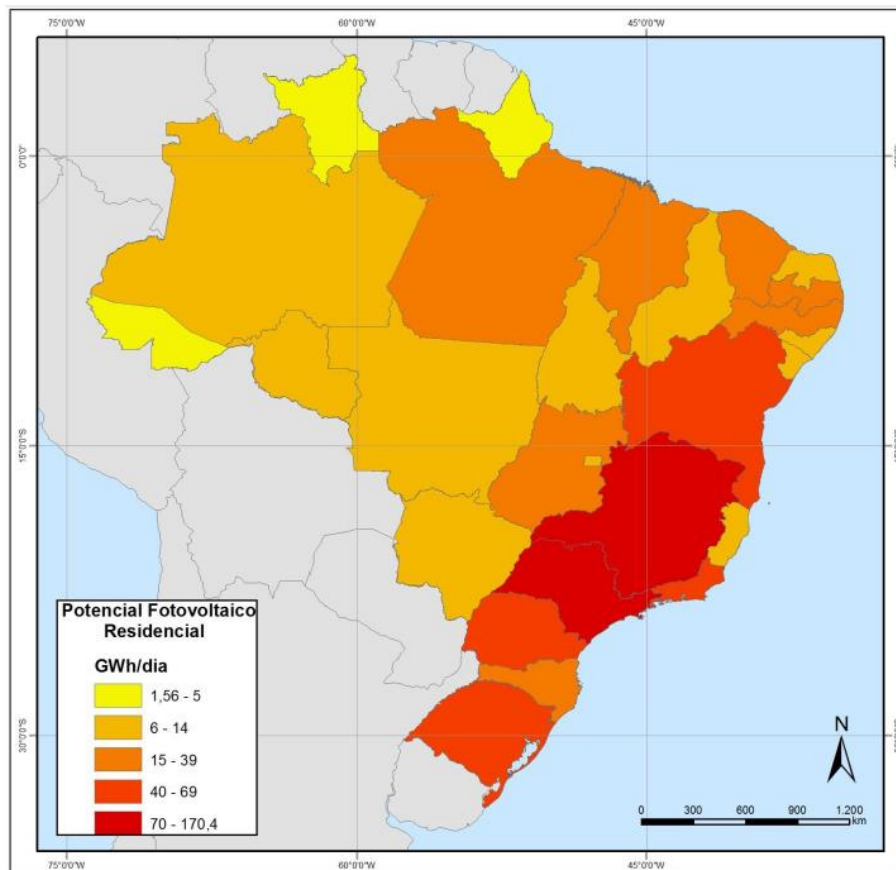 75°0'0"W 60°0'0"W 45°0'0"W
0°0'0"
15°0'0"S
30°0'0"S
Potencial Fotovoltaico
Residencial
GWh/dia
1,56 - 5
6 - 14
15 - 39
40 - 69
70 - 170,4
N
0 300 600 900 1.200
km
75°0'0"W 60°0'0"W 45°0'0"W